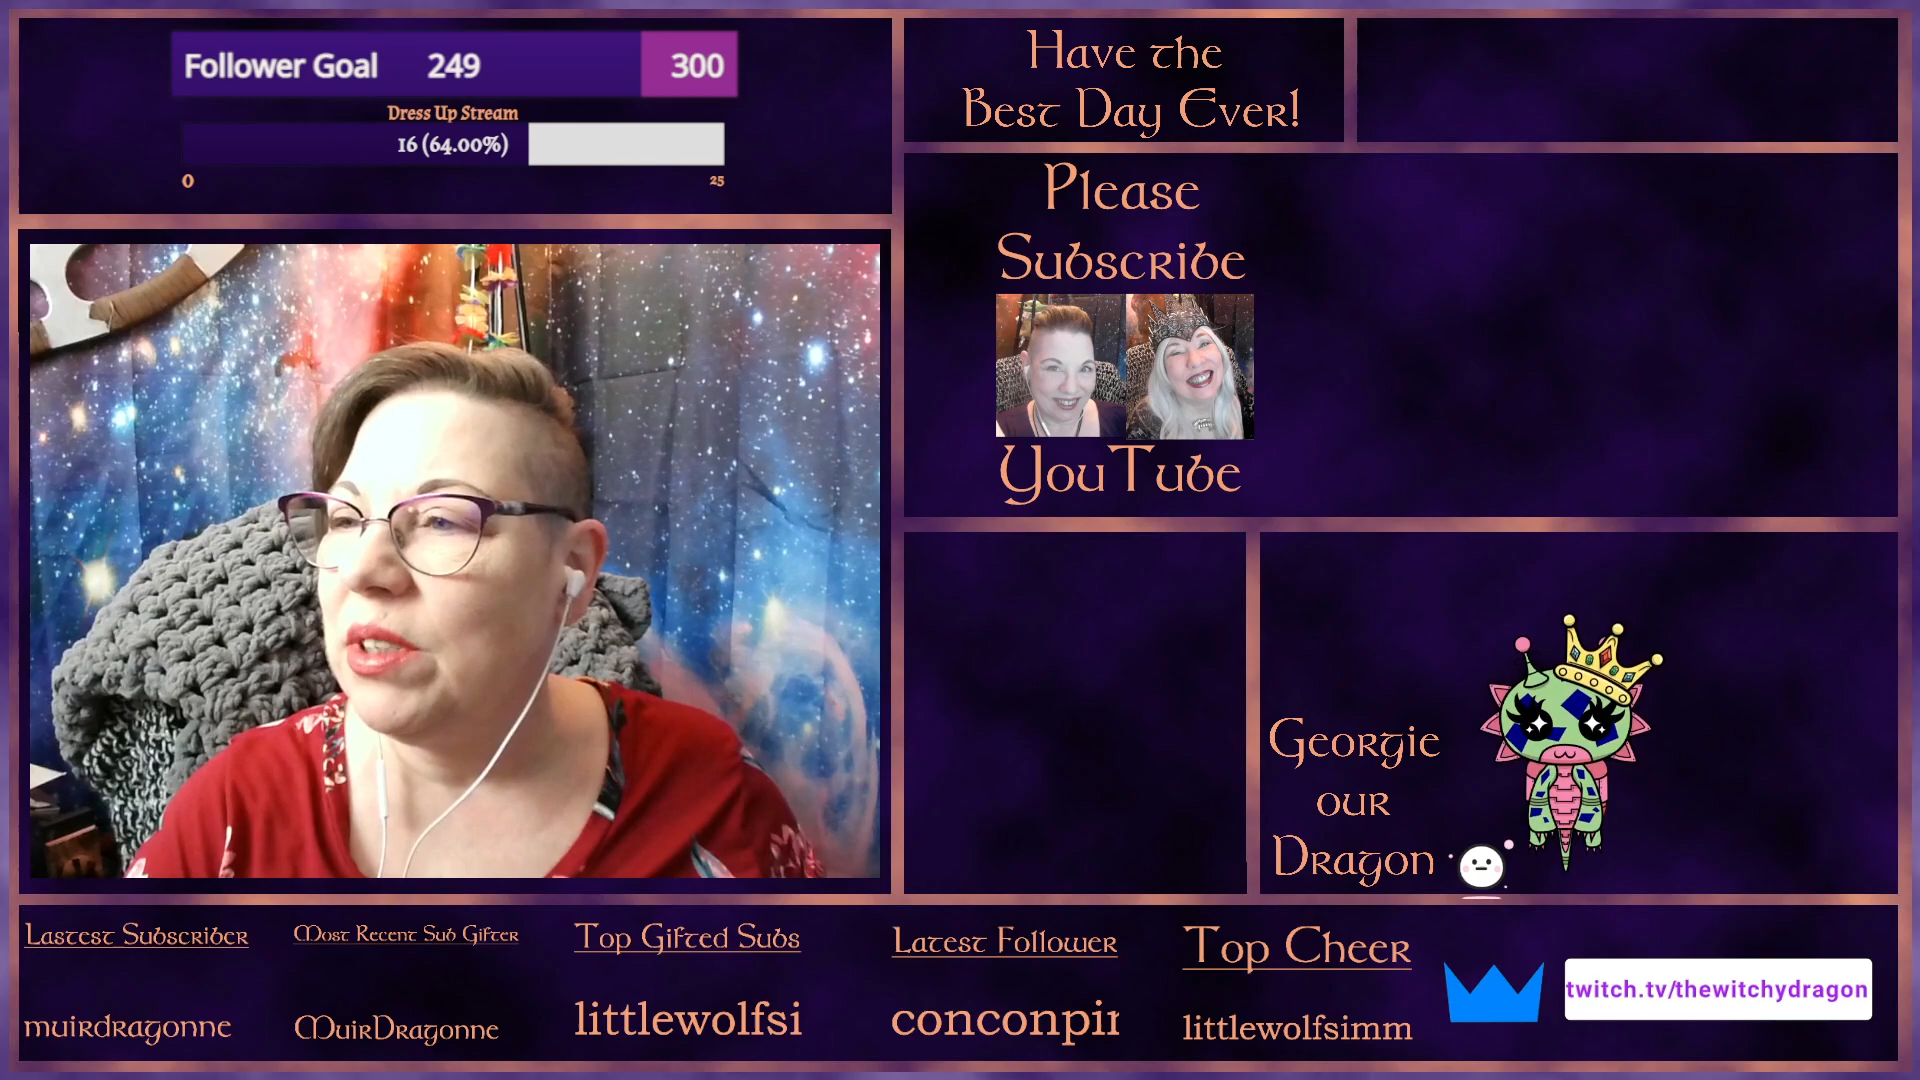 Follower Goal 249 300
Dress Up Stream
16 (64.00%)
0 25
Have the
Best Day Ever!
Please
Subscribe
YouTube
Georgie
our
Dragon
Lastest Subscriber
muirdragonne
Most Recent Sub Gifter
MuirDragonne
Top Gifted Subs
littlewolfsi
Latest Follower
conconpir
Top Cheer
littlewolfsimm
twitch.tv/thewitchydragon